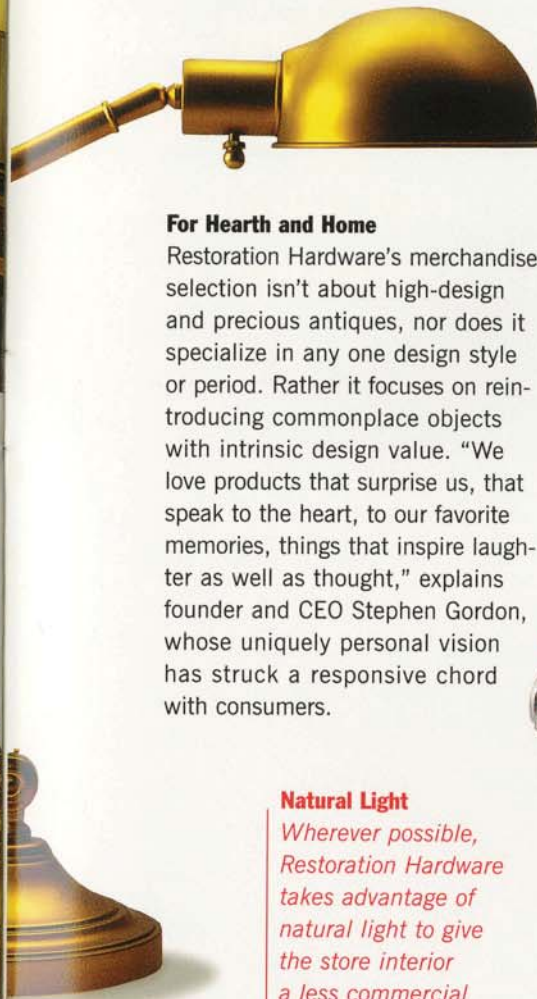 For Hearth and Home
Restoration Hardware's merchandise
selection isn't about high-design
and precious antiques, nor does it
specialize in any one design style
or period. Rather it focuses on rein-
troducing commonplace objects
with intrinsic design value. “We
love products that surprise us, that
speak to the heart, to our favorite
memories, things that inspire laugh-
ter as well as thought,” explains
founder and CEO Stephen Gordon,
whose uniquely personal vision
has struck a responsive chord
with consumers.
Natural Light
Wherever possible,
Restoration Hardware
takes advantage of
natural light to give
the store interior
a less commercial